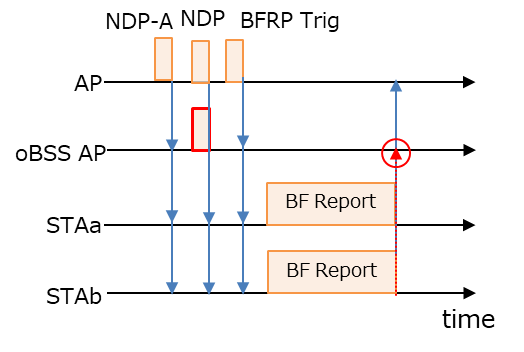 NDP-A NDP BFRP Trig
AP
oBSS AP
BF Report
STAa
BF Report
STAb
time